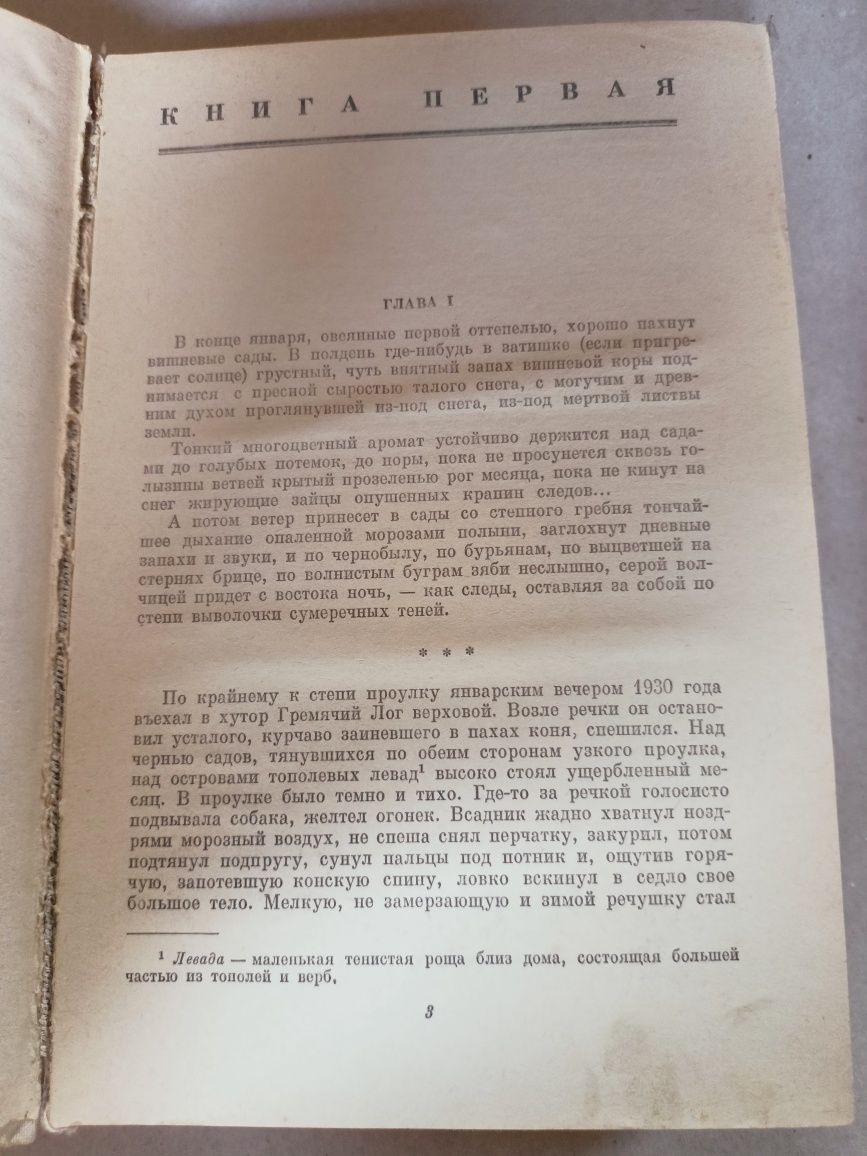 КНИГА ПЕРВАЯ
ГЛАВА I
В конце января, овеянные первой оттепелью, хорошо пахнут
вишневые сады. В полдень где-нибудь в затишке (если пригре-
вает солнце) грустный, чуть внятный запах вишневой коры под-
нимается с пресной сыростью талого снега, с могучим и древ-
ним духом проглянувшей из-под снега, из-под мертвой листвы
земли.
Тонкий многоцветный аромат устойчиво держится над сада-
ми до голубых потемок, до поры, пока не просунется сквозь го-
лызины ветвей крытый прозеленью рог месяца, пока не кинут на
снег жирующие зайцы опушенных крапин следов...
А потом ветер принесет в сады со степного гребня тончай-
шее дыхание опаленной морозами полыни, заглохнут дневные
запахи и звуки, и по чернобылу, по бурьянам, по выцветшей на
стернях брице, по волнистым буграм зяби неслышно, серой вол-
чицей придет с востока ночь, — как следы, оставляя за собой по
степи выволочки сумеречных теней.
* * *
По крайнему к степи проулку январским вечером 1930 года
въехал в хутор Гремячий Лог верховой. Возле речки он остано-
вил усталого, курчаво заиневшего в пахах коня, спешился. Над
чернью садов, тянувшихся по обеим сторонам узкого проулка,
над островами тополевых левад¹ высоко стоял ущербленный ме-
сяц. В проулке было темно и тихо. Где-то за речкой голосисто
подвывала собака, желтел огонек. Всадник жадно хватнул нозд-
рями морозный воздух, не спеша снял перчатку, закурил, потом
подтянул подпругу, сунул пальцы под потник и, ощутив горя-
чую, запотевшую конскую спину, ловко вскинул в седло свое
большое тело. Мелкую, не замерзающую и зимой речушку стал
¹ Левада — маленькая тенистая роща близ дома, состоящая большей
частью из тополей и верб.
3